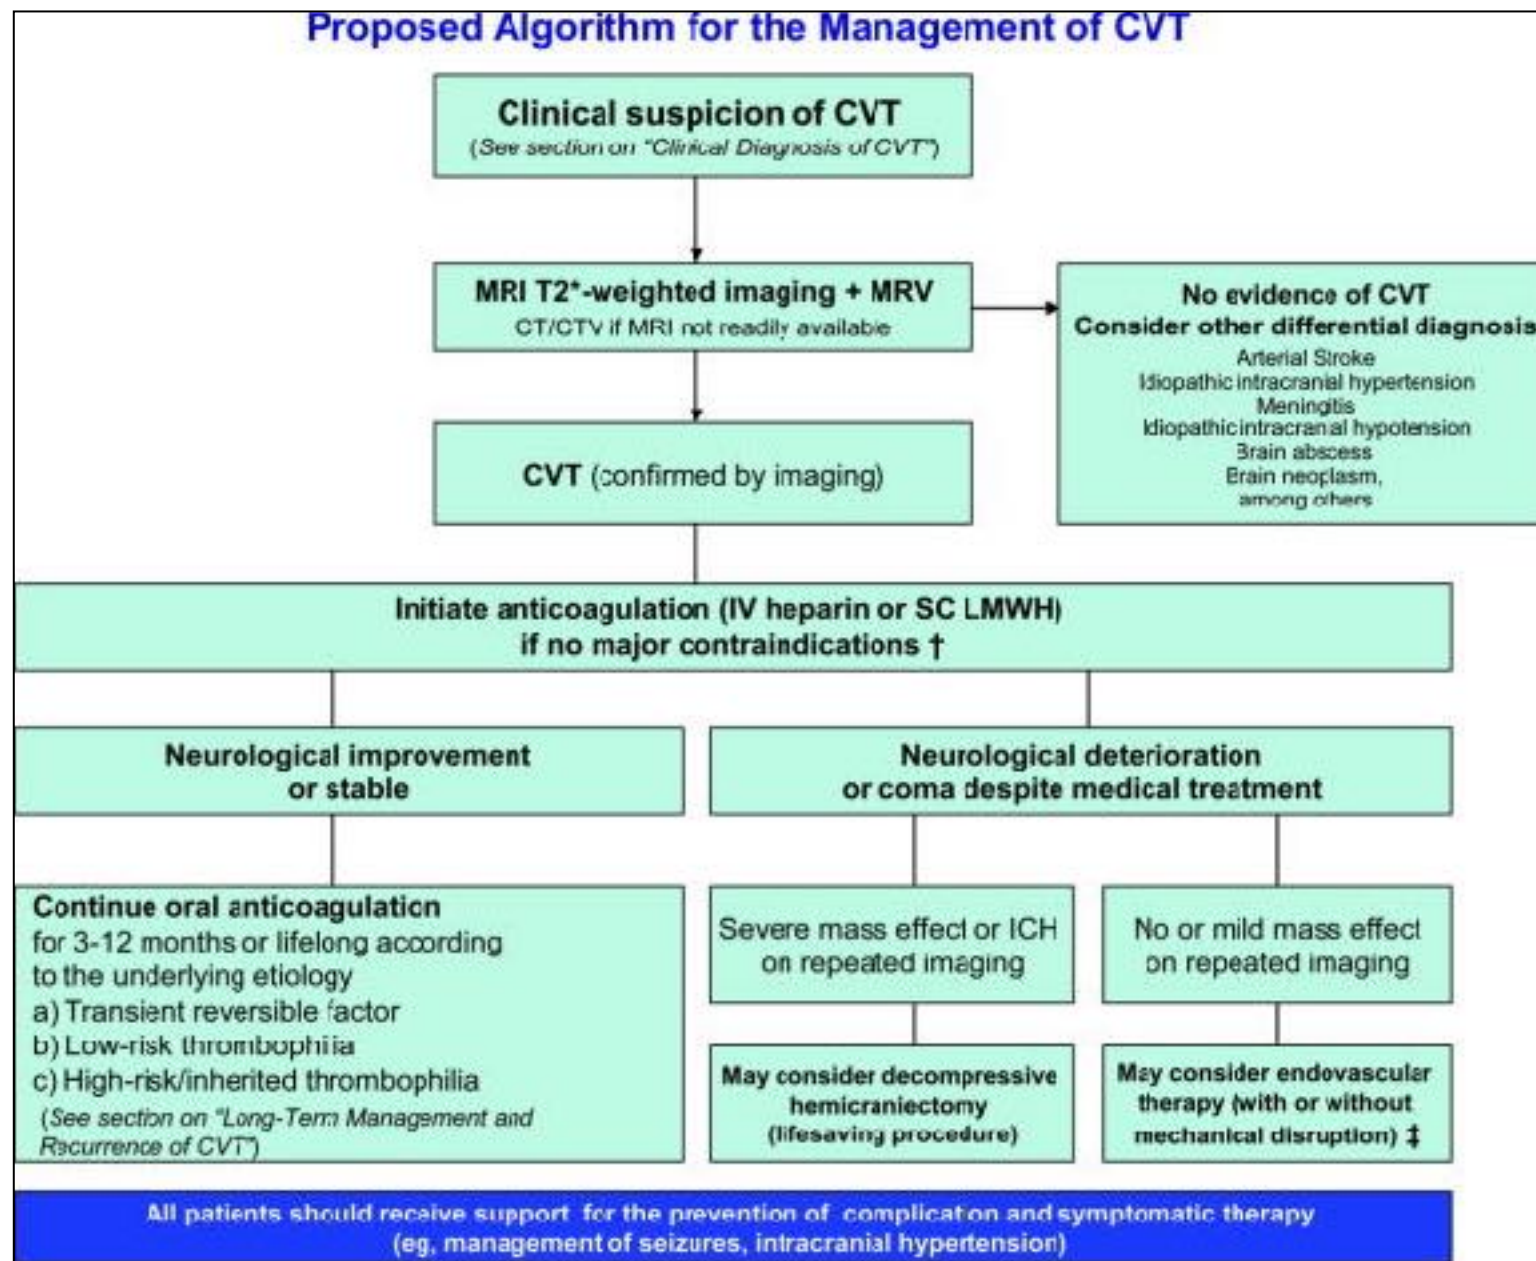 Proposed Algorithm for the Management of CVT
Clinical suspicion of CVT
(See section on "Clinical Diagnosis of CVT")
MRI T2*-weighted imaging + MRV
CT/CTV if MRI not readily available
No evidence of CVT
Consider other differential diagnosis
Arterial Stroke
Idiopathic intracranial hypertension
Meningitis
Idiopathic intracranial hypotension
Brain abscess
Brain neoplasm,
among others
CVT (confirmed by imaging)
Initiate anticoagulation (IV heparin or SC LMWH)
if no major contraindications †
Neurological improvement
or stable
Neurological deterioration
or coma despite medical treatment
Continue oral anticoagulation
for 3-12 months or lifelong according
to the underlying etiology
a) Transient reversible factor
b) Low-risk thrombophilia
c) High-risk/inherited thrombophilia
(See section on "Long-Term Management and
Recurrence of CVT")
Severe mass effect or ICH
on repeated imaging
No or mild mass effect
on repeated imaging
May consider decompressive
hemicraniectomy
(lifesaving procedure)
May consider endovascular
therapy (with or without
mechanical disruption) ‡
All patients should receive support for the prevention of complication and symptomatic therapy
(eg, management of seizures, intracranial hypertension)